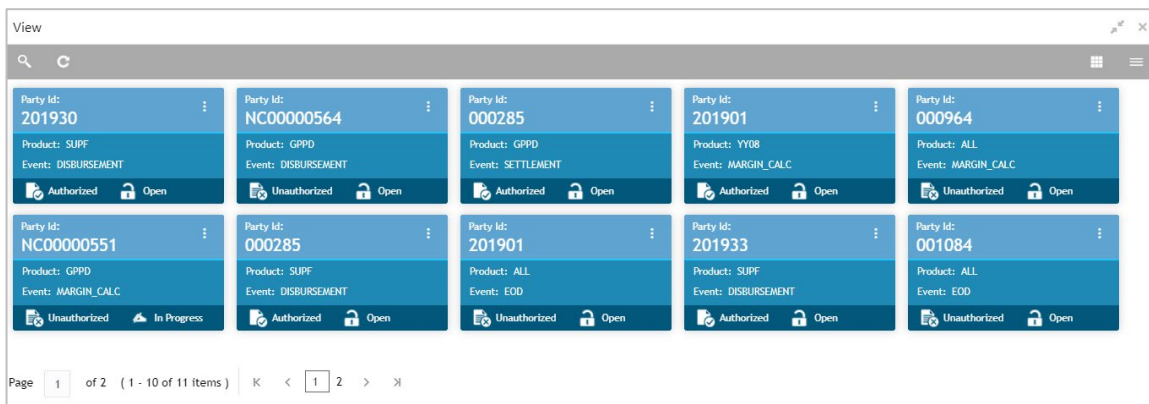 View
Party Id:
201930
Product: SUPF
Event: DISBURSEMENT
Authorized Open
Party Id:
NC00000564
Product: GPPD
Event: DISBURSEMENT
Unauthorized Open
Party Id:
000285
Product: GPPD
Event: SETTLEMENT
Authorized Open
Party Id:
201901
Product: YY08
Event: MARGIN_CALC
Authorized Open
Party Id:
000964
Product: ALL
Event: MARGIN_CALC
Unauthorized Open
Party Id:
NC00000551
Product: GPPD
Event: MARGIN_CALC
Unauthorized In Progress
Party Id:
000285
Product: SUPF
Event: DISBURSEMENT
Authorized Open
Party Id:
201901
Product: ALL
Event: EOD
Unauthorized Open
Party Id:
201933
Product: SUPF
Event: DISBURSEMENT
Authorized Open
Party Id:
001084
Product: ALL
Event: EOD
Unauthorized Open
Page 1 of 2 ( 1 - 10 of 11 items ) 1 2